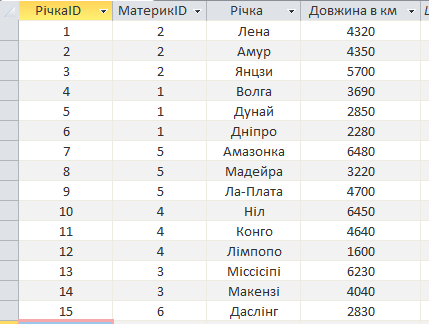 РічкаID МатерикID Річка Довжина в км
1 2 Лена 4320
2 2 Амур 4350
3 2 Янцзи 5700
4 1 Волга 3690
5 1 Дунай 2850
6 1 Дніпро 2280
7 5 Амазонка 6480
8 5 Мадейра 3220
9 5 Ла-Плата 4700
10 4 Ніл 6450
11 4 Конго 4640
12 4 Лімпопо 1600
13 3 Міссісіпі 6230
14 3 Макензі 4040
15 6 Даслінг 2830